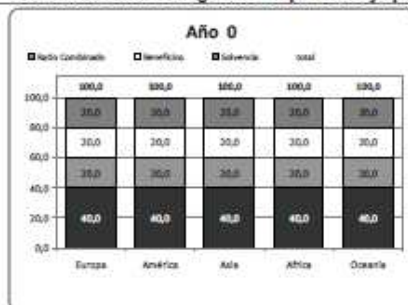 Año 0
Ratio Combinado Beneficios Solvencia total
100,0 100,0 100,0 100,0 100,0
100,0
20,0 20,0 20,0 20,0 20,0
80,0
20,0 20,0 20,0 20,0 20,0
60,0
20,0 20,0 20,0 20,0 20,0
40,0
20,0
40,0 40,0 40,0 40,0 40,0
0,0
Europa América Asia Africa Oceanía